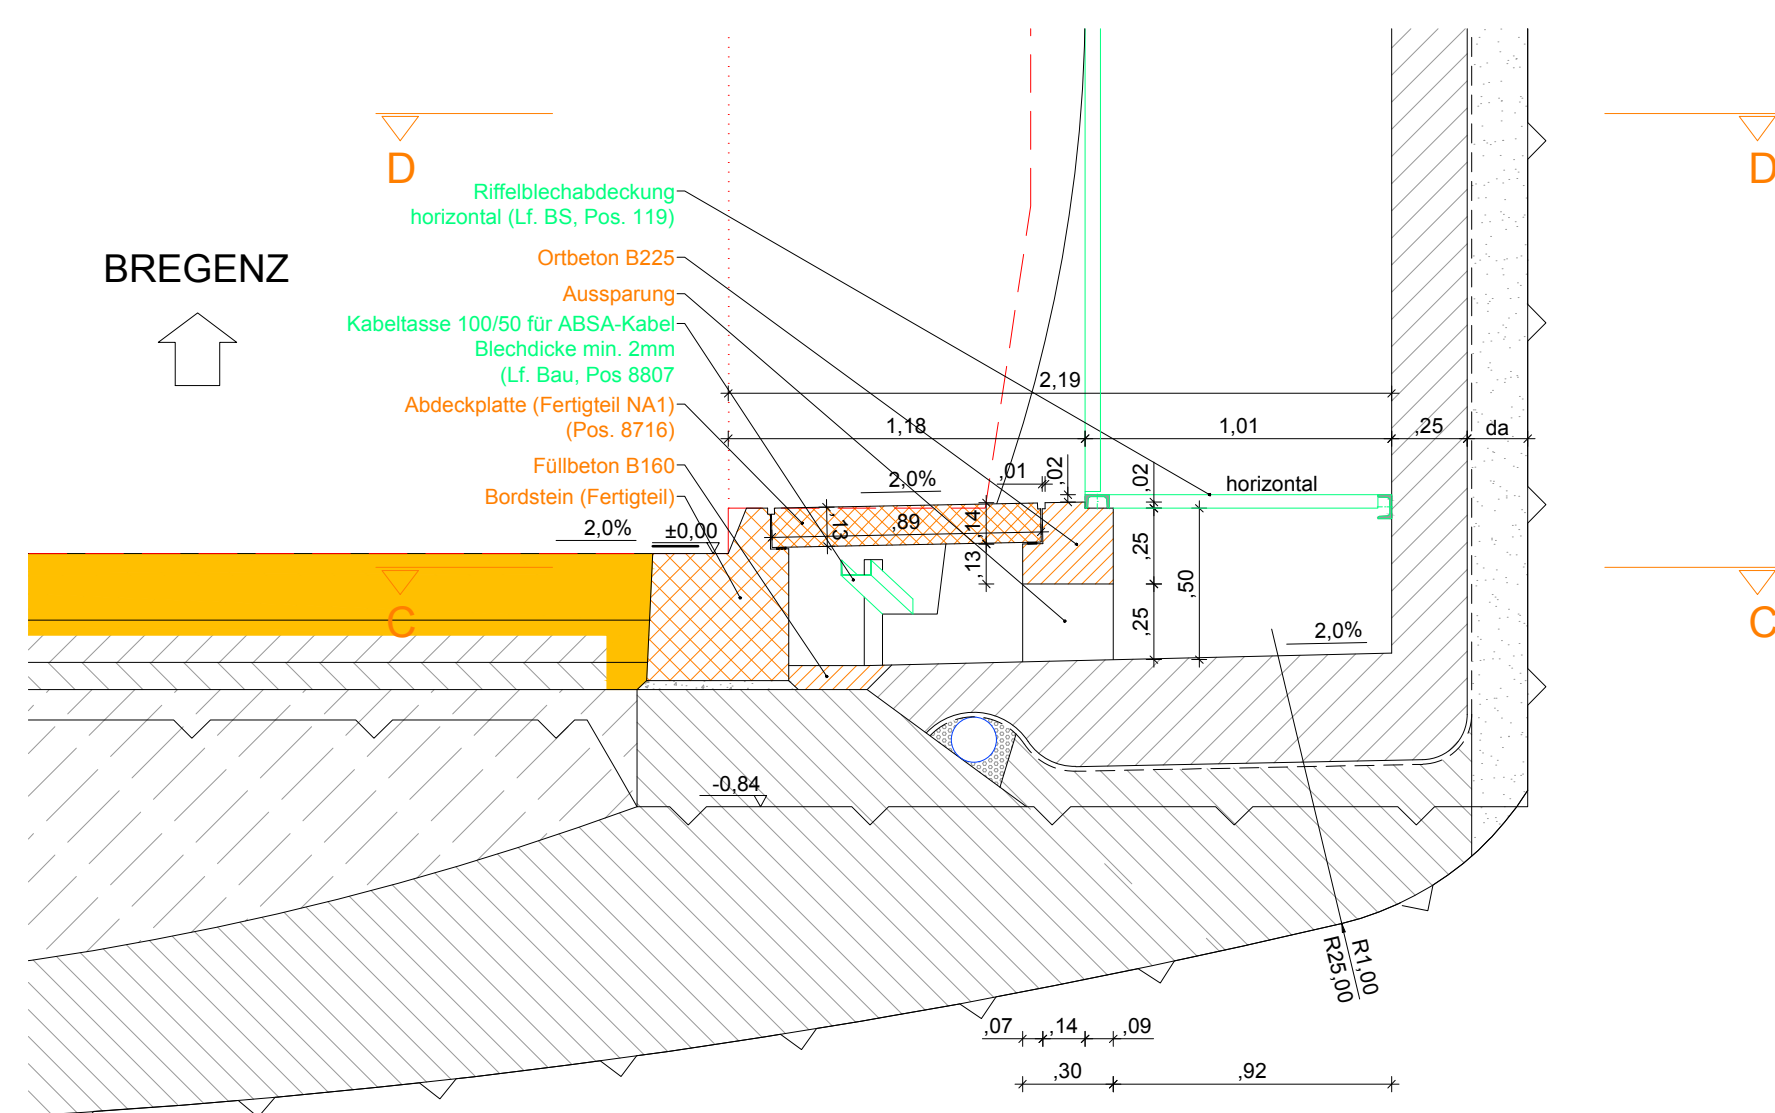 D
D
Riffelblechabdeckung
horizontal (Lf. BS, Pos. 119)
BREGENZ
Ortbeton B225
Aussparung
Kabeltasse 100/50 für ABSA-Kabel
Blechdicke min. 2mm
(Lf. Bau, Pos 8807
Abdeckplatte (Fertigteil NA1)
(Pos. 8716)
Füllbeton B160
Bordstein (Fertigteil)
2,19
1,18
1,01
,25
da
2,0%
,01
,02
,02
horizontal
2,0%
±0,00
,13
,89
,14
,13
,25
,50
,25
2,0%
C
C
-0,84
R1,00
R25,00
,07
,14
,09
,30
,92